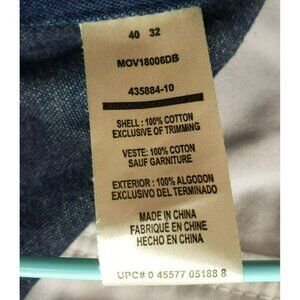 40 32
MOV18006DB
435884-10
SHELL : 100% COTTON
EXCLUSIVE OF TRIMMING
VESTE: 100% COTON
SAUF GARNITURE
EXTERIOR : 100% ALGODON
EXCLUSIVO DEL TERMINADO
MADE IN CHINA
FABRIQUÉ EN CHINE
HECHO EN CHINA
UPC# 0 45577 05188 8